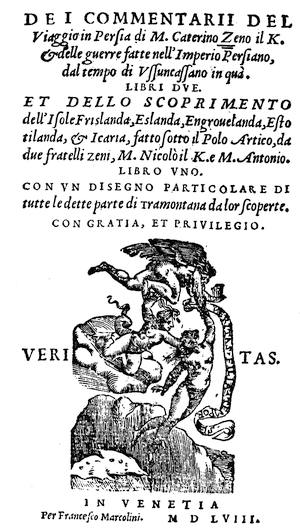 DEI COMMENTARII DEL
Viaggio in Persia di M. Caterino Zeno il K.
& delle guerre fatte nell'Imperio Persiano,
dal tempo di Vssuncassano in quà.
LIBRI DVE.
ET DELLO SCOPRIMENTO
dell'Isole Frislanda, Eslanda, Engrouelanda, Esto
tilanda, & Icaria, fatto sotto il Polo Artico, da
due fratelli zeni, M. Nicolò il K. e M. Antonio.
LIBRO VNO.
CON VN DISEGNO PARTICOLARE DI
tutte le dette parte di Tramontana da lor scoperte.
CON GRATIA, ET PRIVILEGIO.
VERI TAS.
IN VENETIA
Per Francesco Marcolini. M D LVIII.